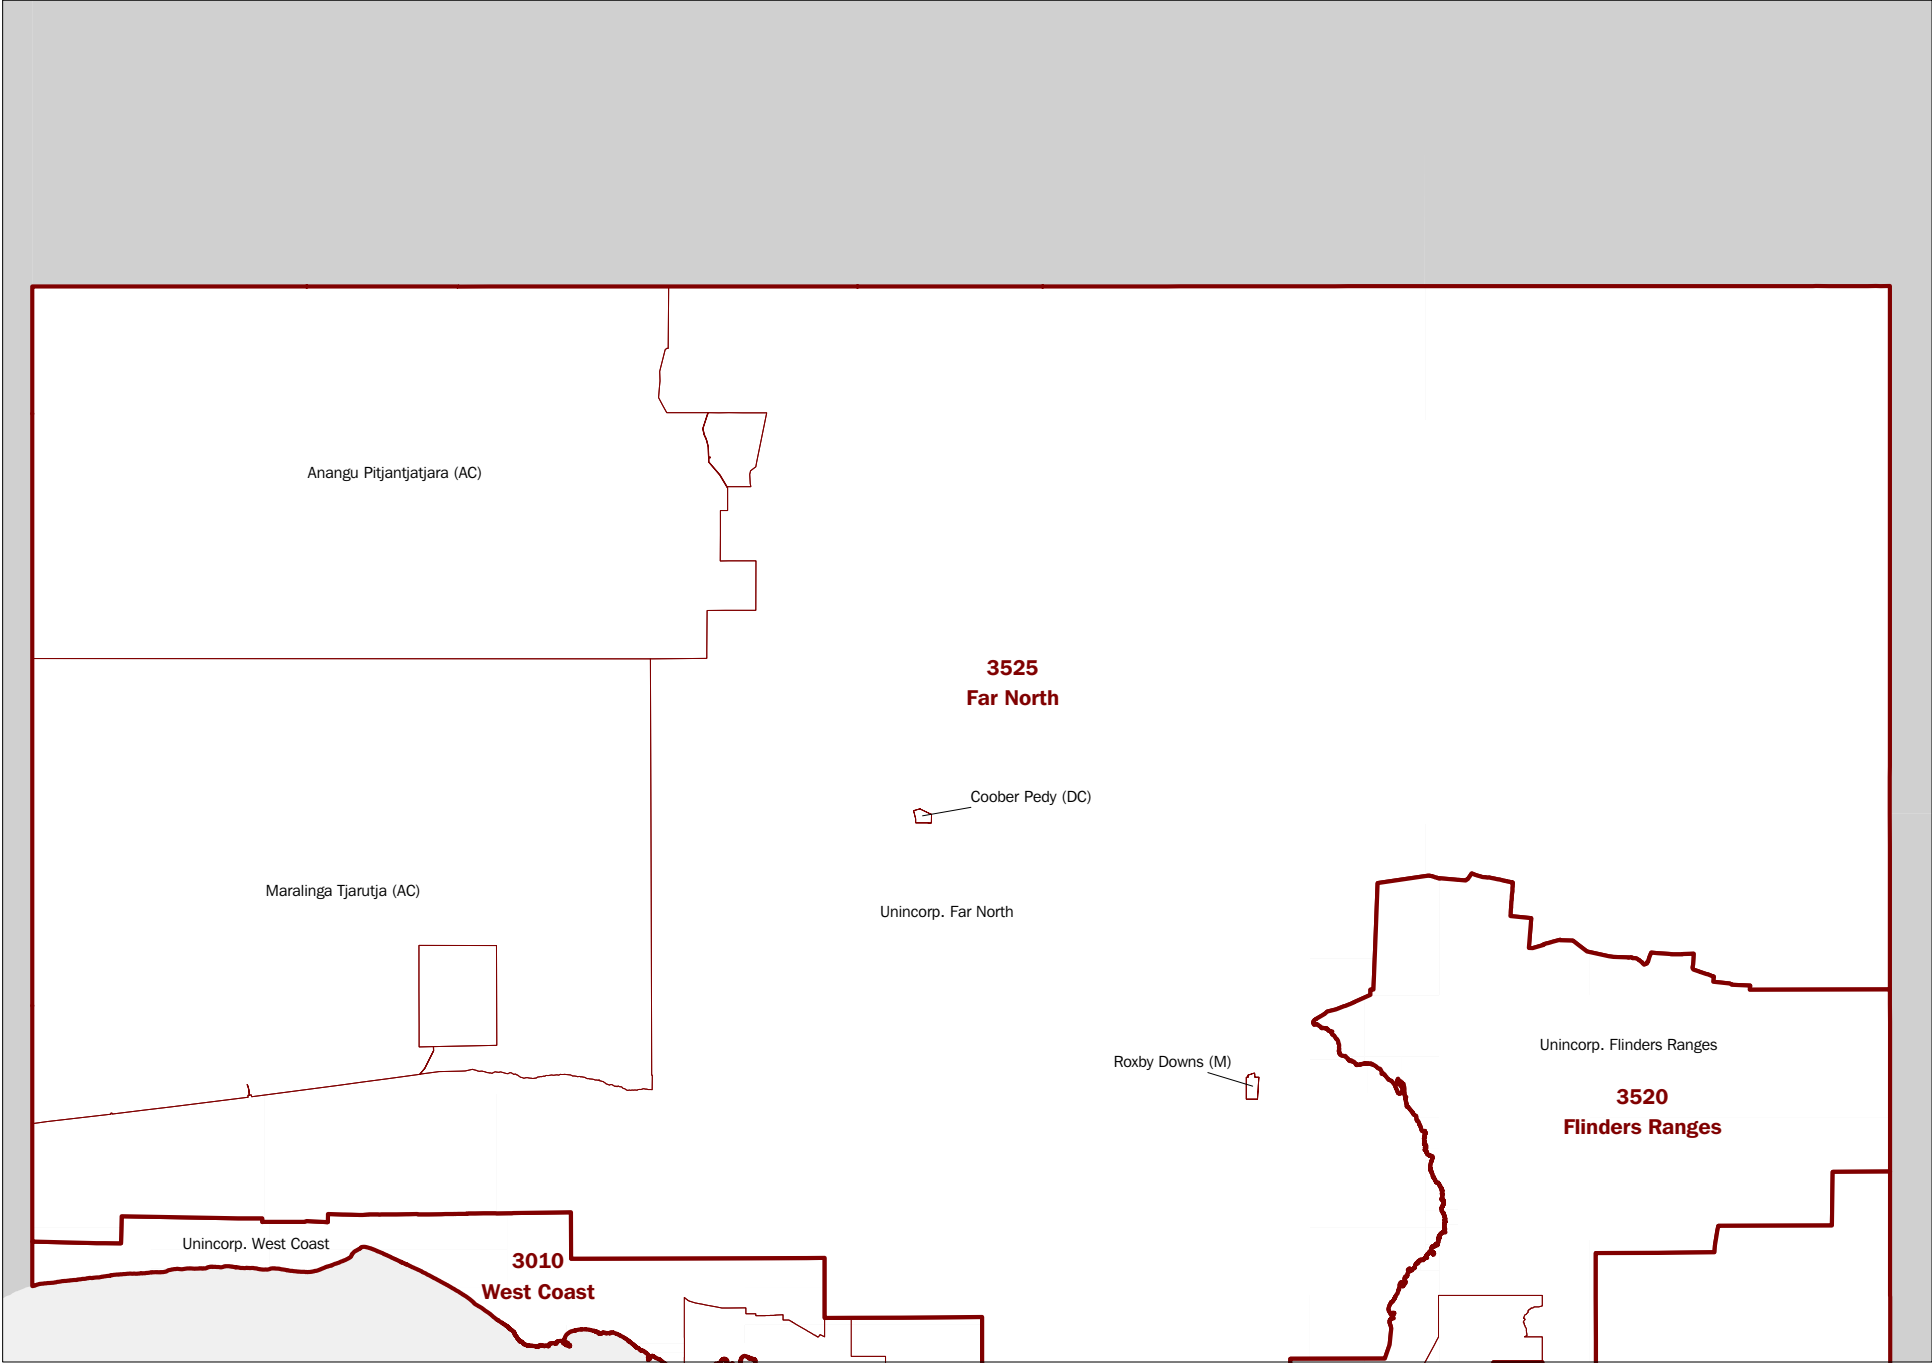 Anangu Pitjantjatjara (AC)
3525
Far North
Coober Pedy (DC)
Maralinga Tjarutja (AC)
Unincorp. Far North
Unincorp. Flinders Ranges
Roxby Downs (M)
3520
Flinders Ranges
Unincorp. West Coast
3010
West Coast